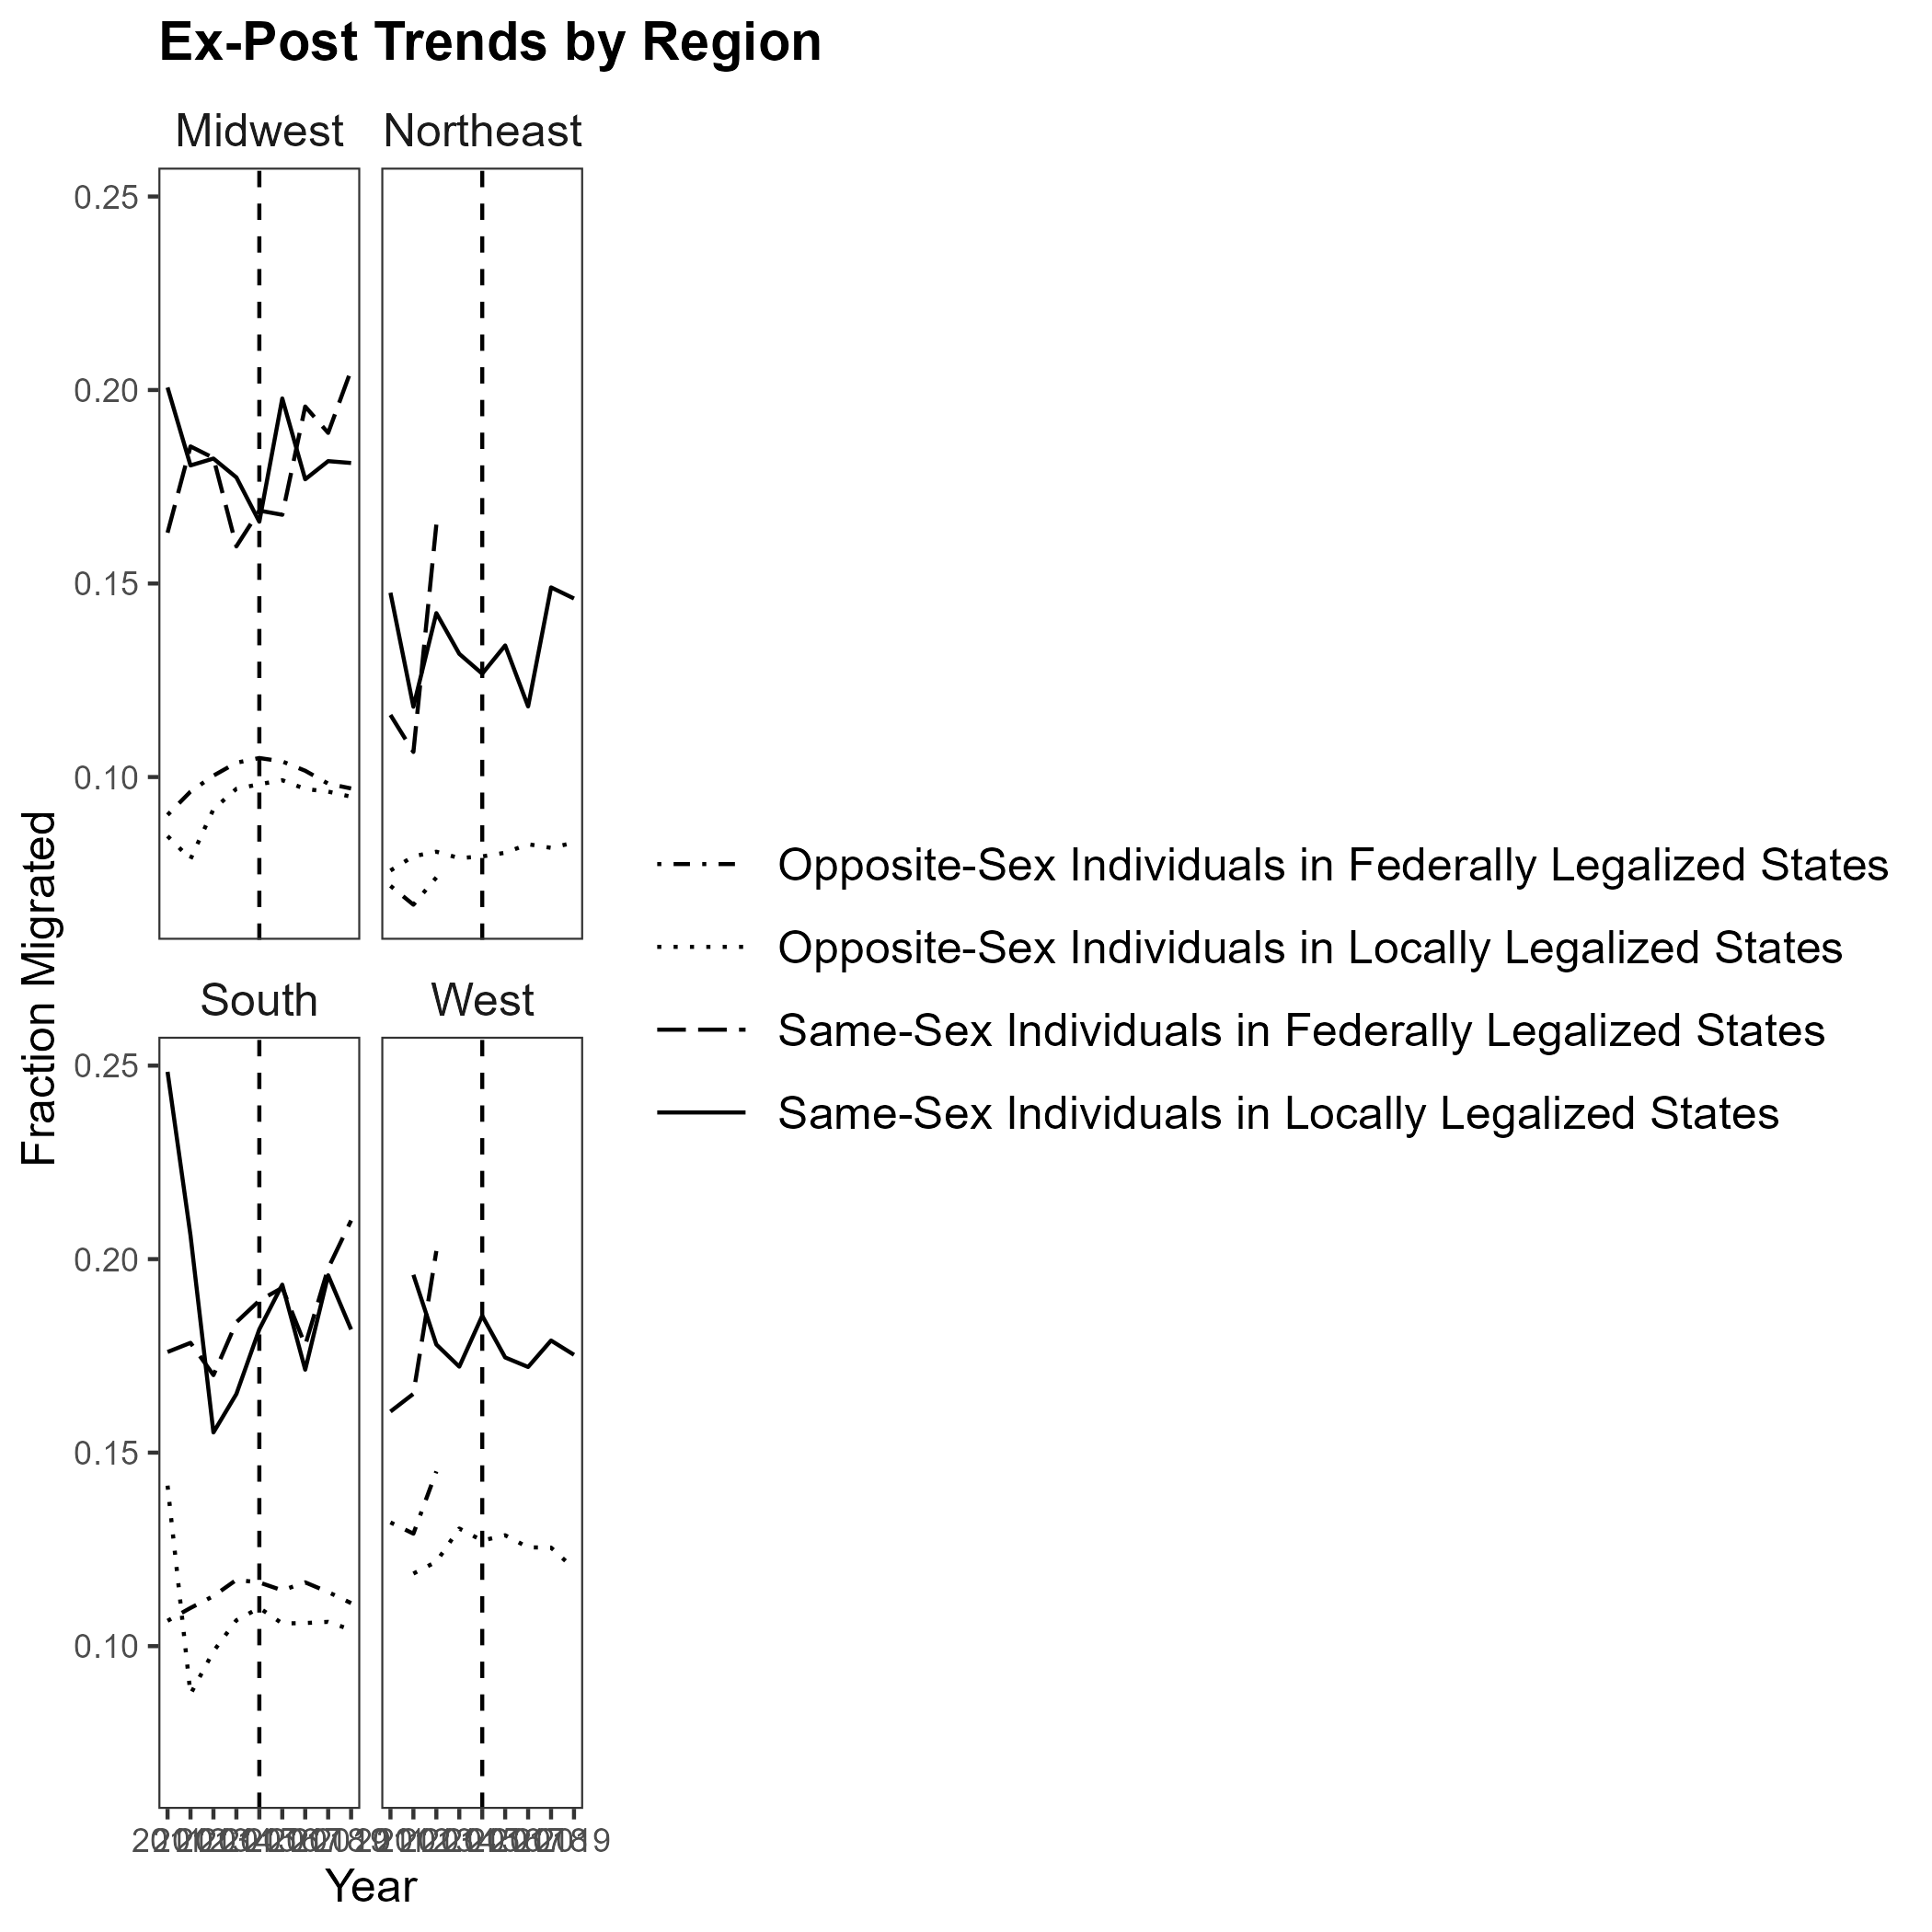 Ex-Post Trends by Region
Midwest Northeast
0.25
0.20
0.15
0.10
South West
0.25
0.20
0.15
0.10
Fraction Migrated
Year
Opposite-Sex Individuals in Federally Legalized States
Opposite-Sex Individuals in Locally Legalized States
Same-Sex Individuals in Federally Legalized States
Same-Sex Individuals in Locally Legalized States